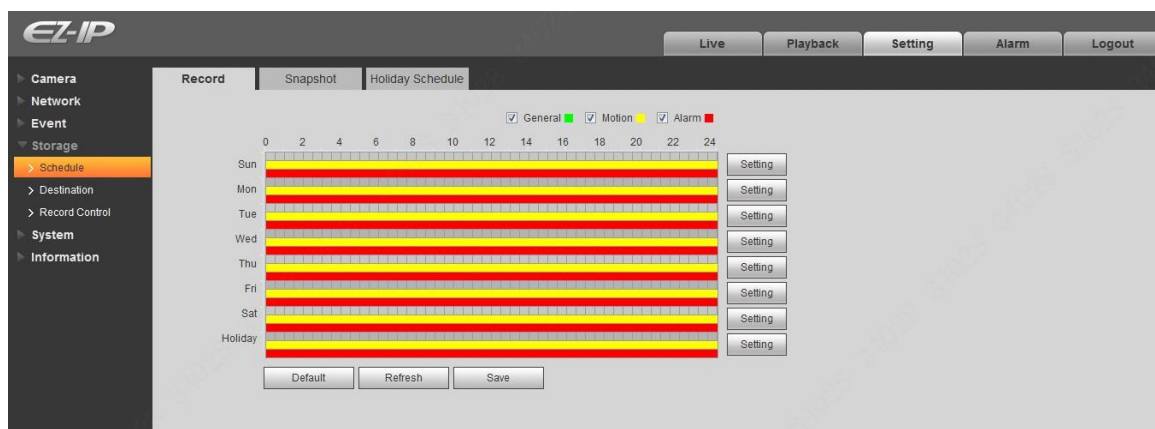 EZ-IP
Live Playback Setting Alarm Logout
Camera
Network
Event
Storage
Schedule
Destination
Record Control
System
Information
Record Snapshot Holiday Schedule
General Motion Alarm
0 2 4 6 8 10 12 14 16 18 20 22 24
Sun Setting
Mon Setting
Tue Setting
Wed Setting
Thu Setting
Fri Setting
Sat Setting
Holiday Setting
Default Refresh Save